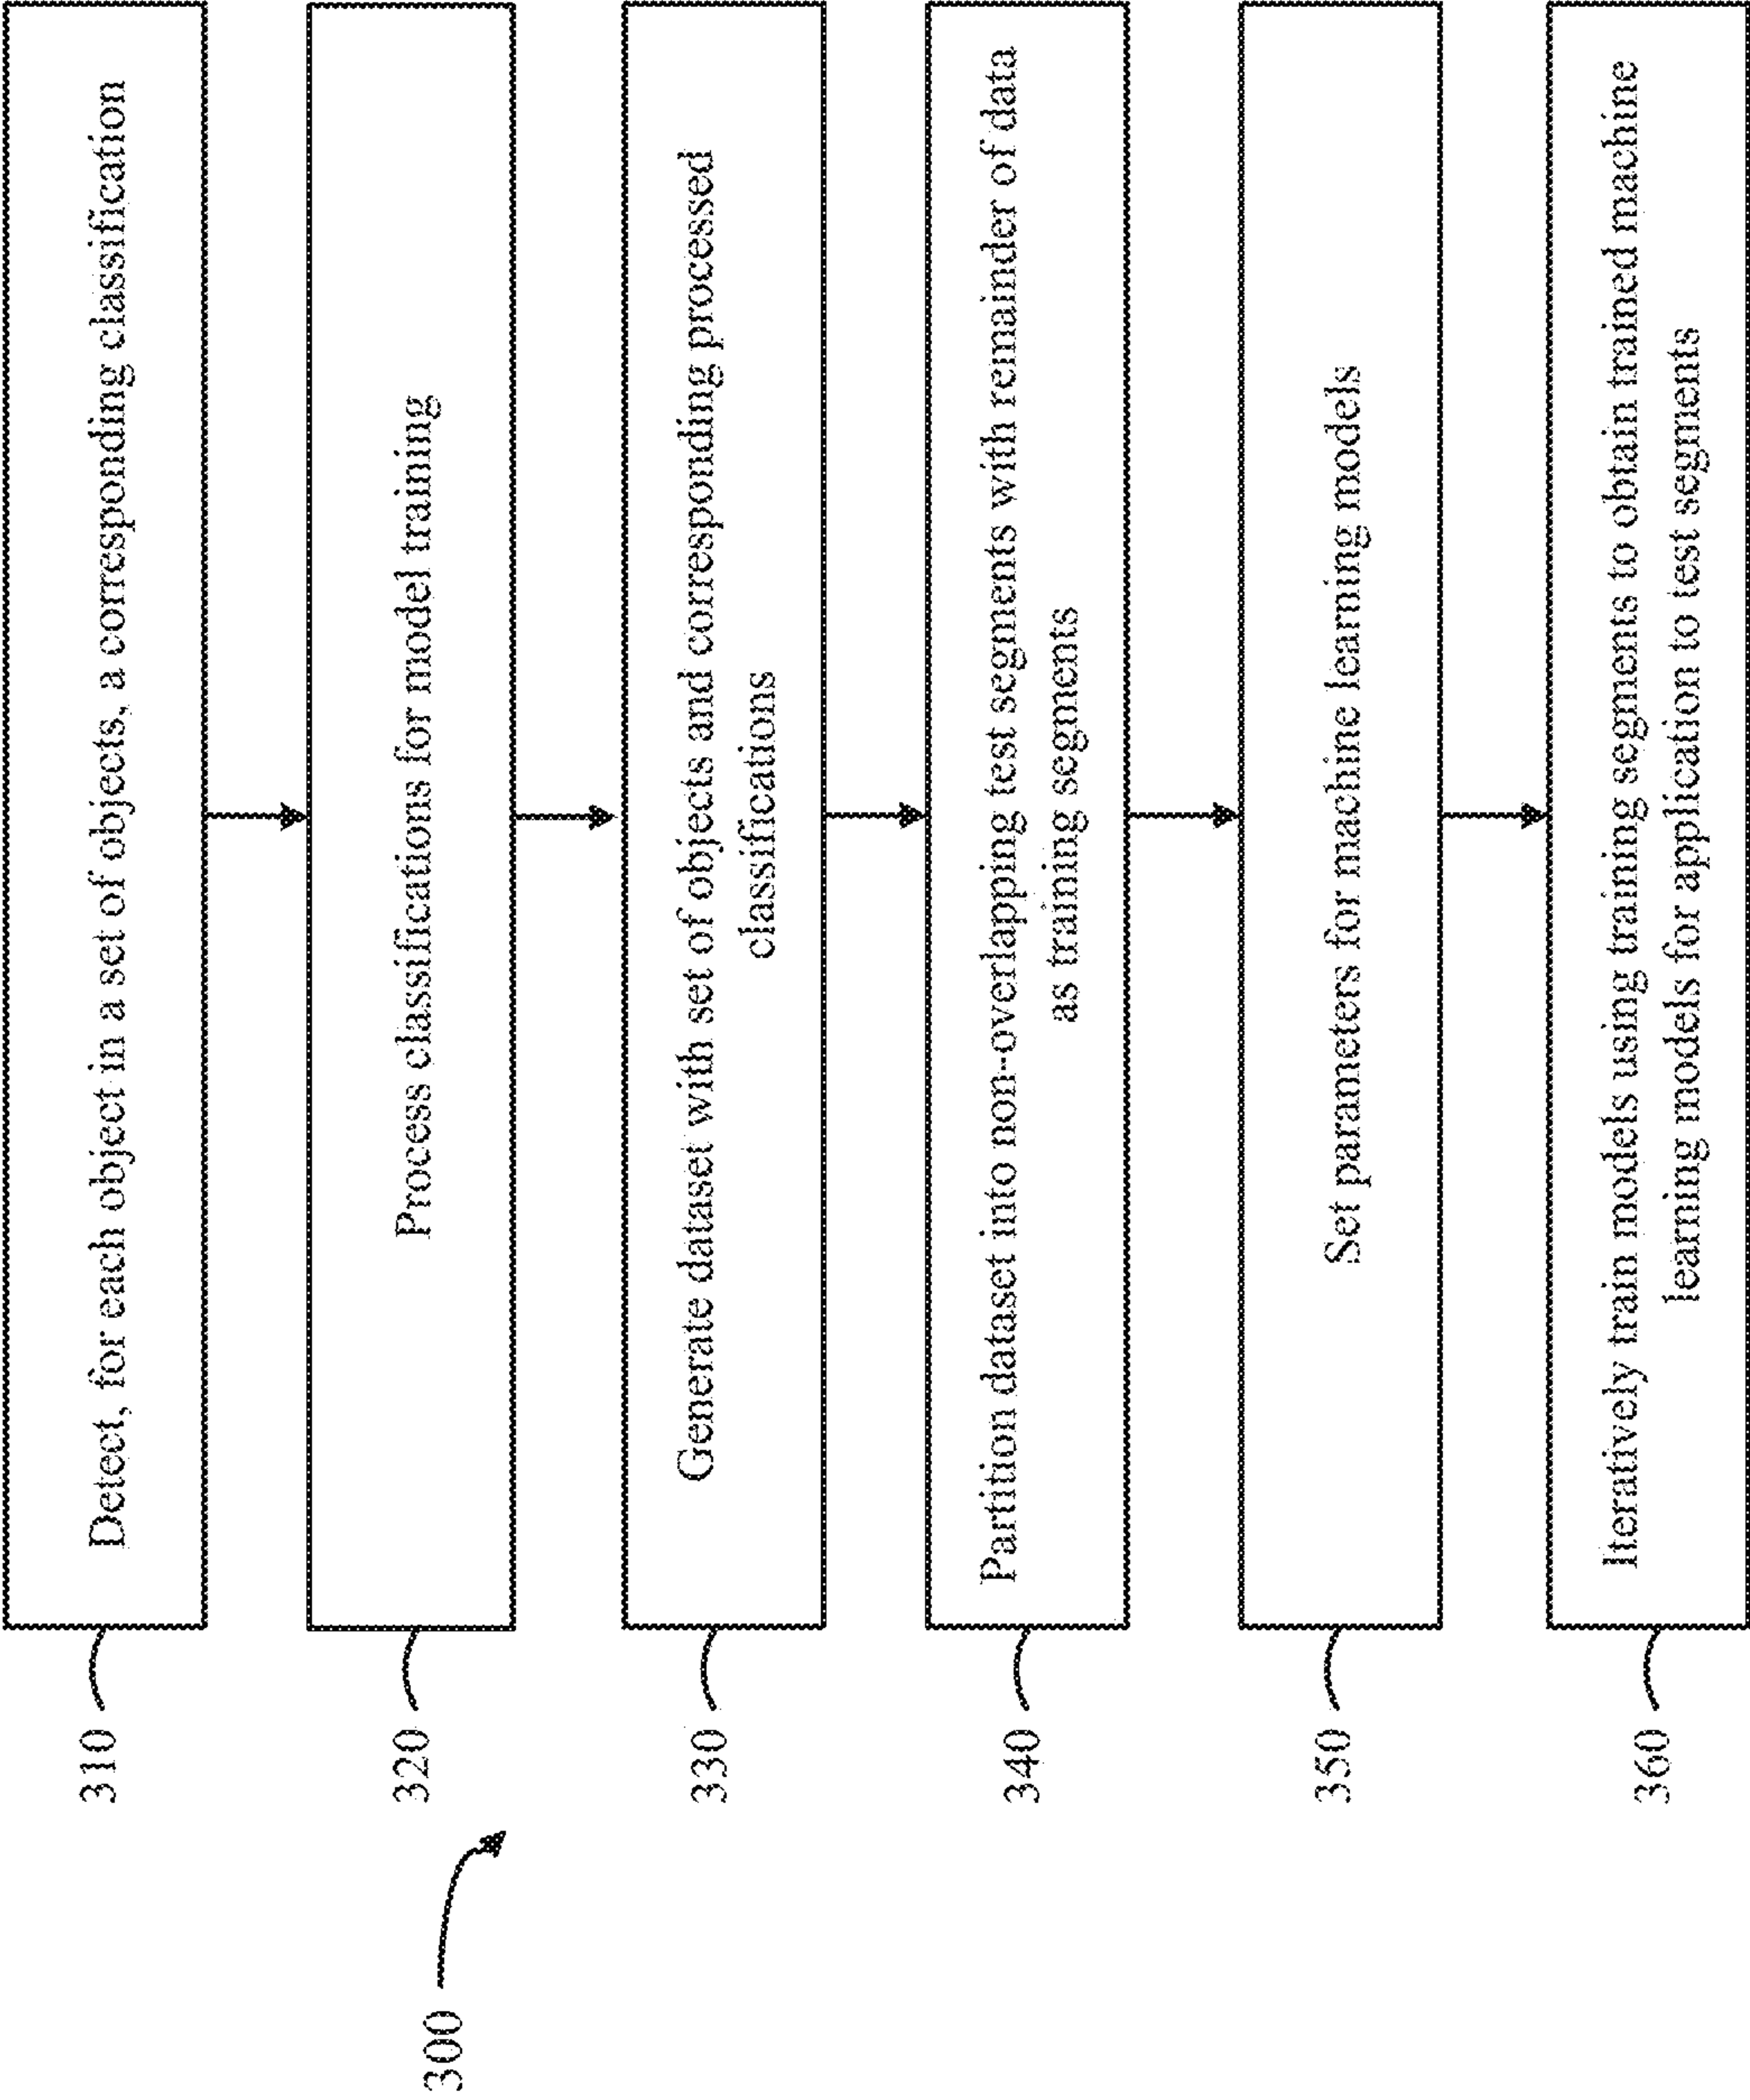 300
310
Detect, for each object in a set of objects, a corresponding classification
320
Process classifications for model training
330
Generate dataset with set of objects and corresponding processed
classifications
340
Partition dataset into non-overlapping test segments with remainder of data
as training segments
350
Set parameters for machine learning models
360
Iteratively train models using training segments to obtain trained machine
learning models for application to test segments